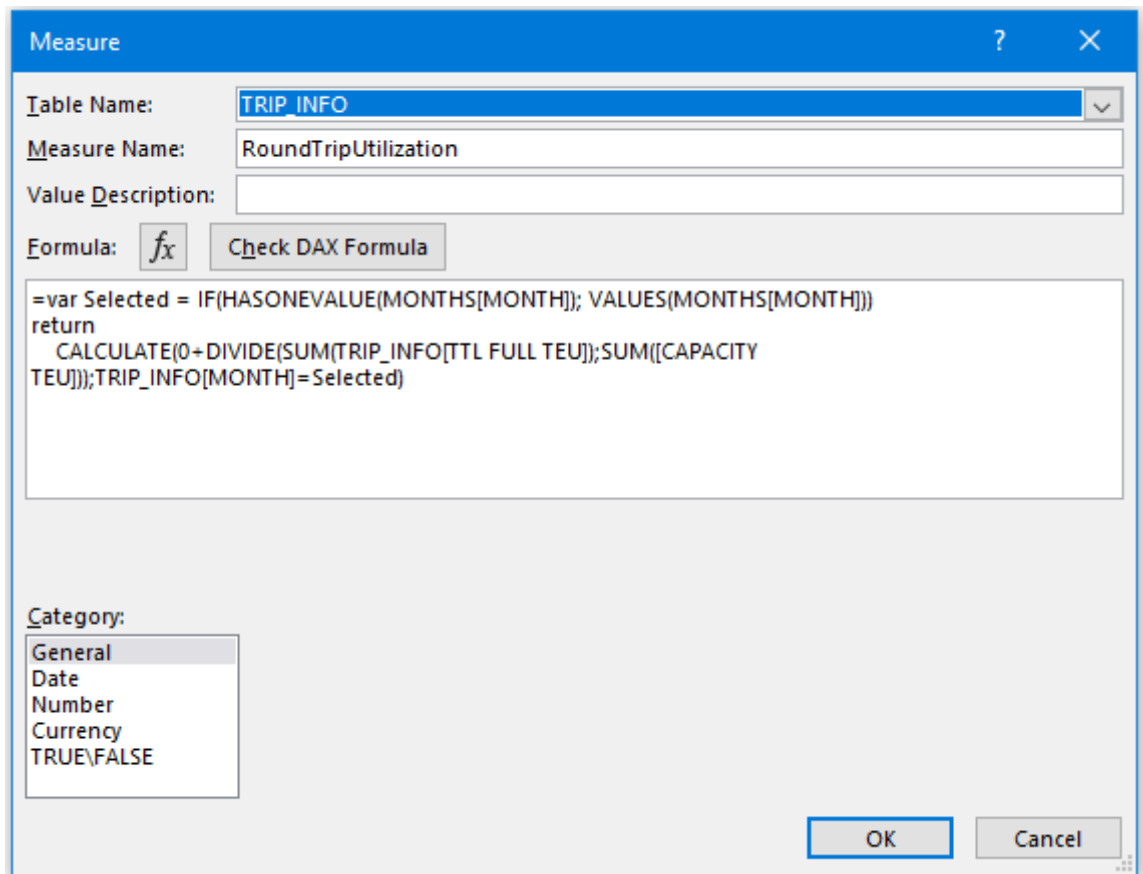 Measure ?
Table Name: TRIP_INFO
Measure Name: RoundTripUtilization
Value Description:
Formula: fx Check DAX Formula
=var Selected = IF(HASONEVALUE(MONTHS[MONTH]); VALUES(MONTHS[MONTH]))
return
CALCULATE(0+DIVIDE(SUM(TRIP_INFO[TTL FULL TEU]);SUM([CAPACITY
TEU]));TRIP_INFO[MONTH]=Selected)
Category:
General
Date
Number
Currency
TRUE\FALSE
OK Cancel